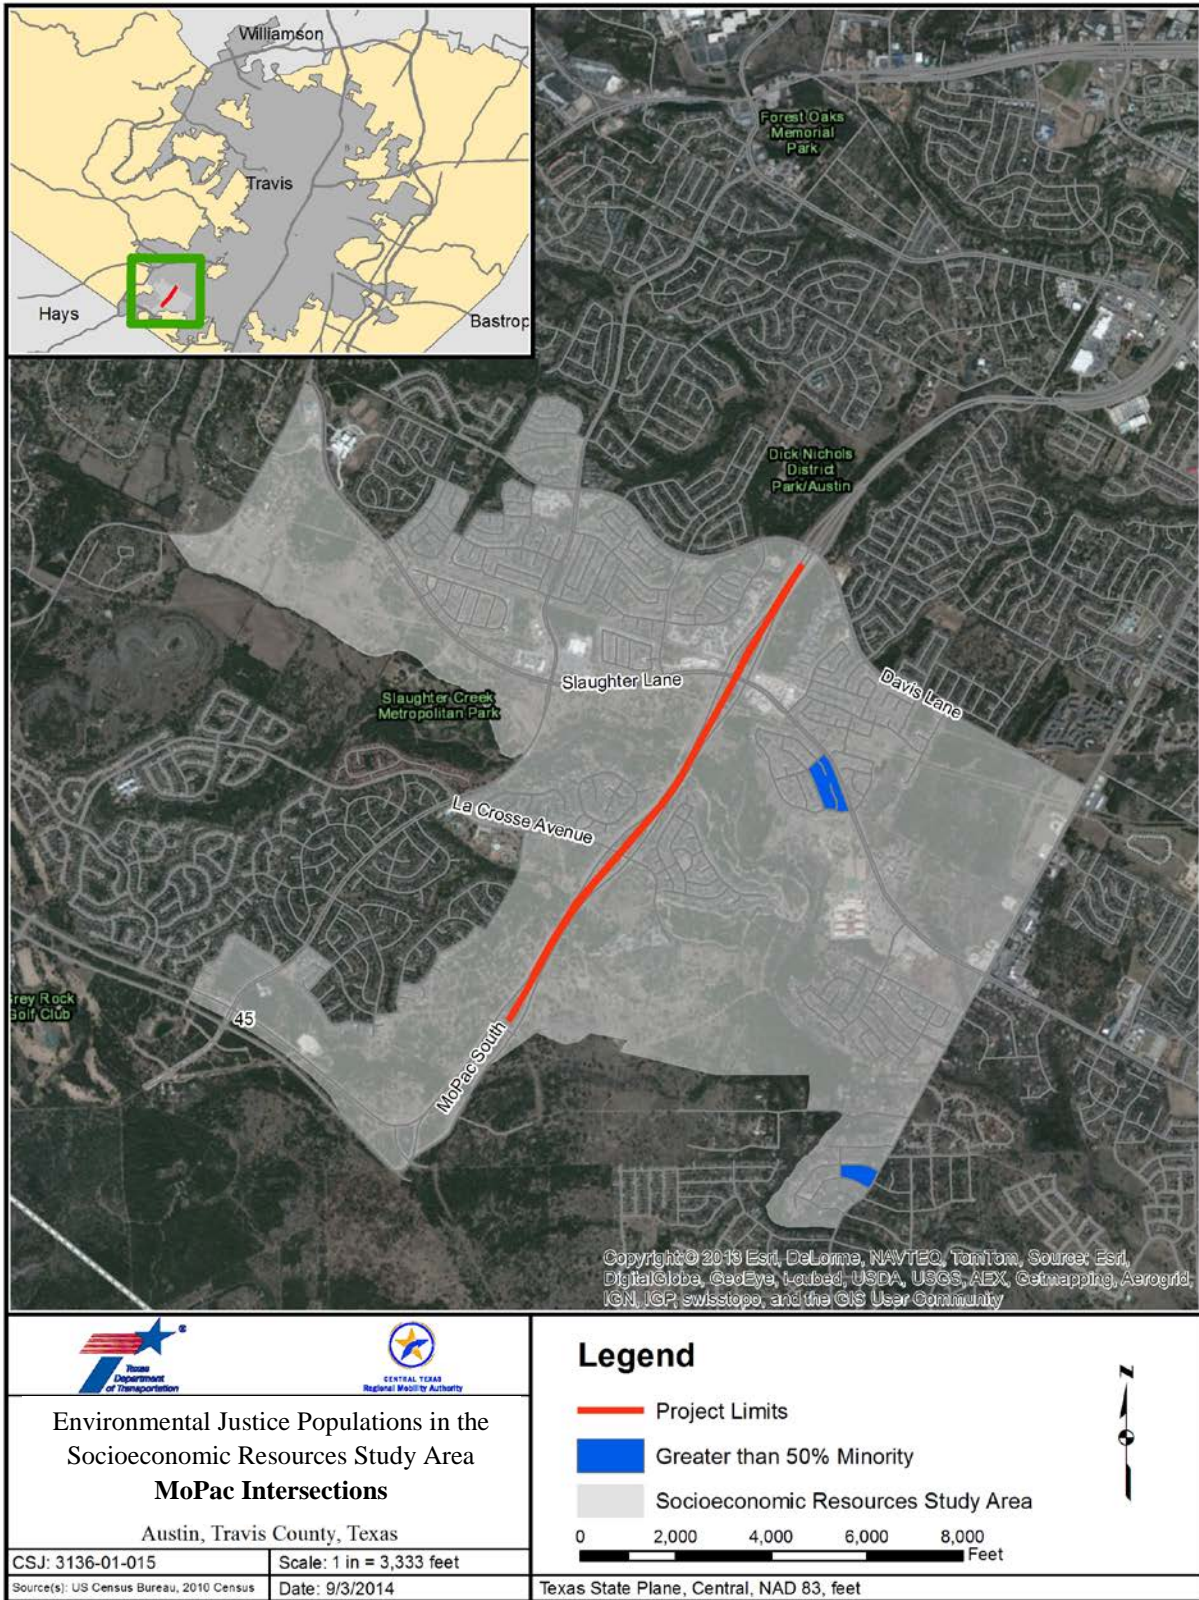 Williamson
Travis
Hays
Bastrop
Forest Oaks
Memorial
Park
Dick Nichols
District
Park/Austin
Slaughter Lane
Davis Lane
Slaughter Creek
Metropolitan Park
La Crosse Avenue
rey Rock
Golf Club
45
MoPac South
Copyright:© 2013 Esri, DeLorme, NAVTEQ, TomTom, Source: Esri,
DigitalGlobe, GeoEye, i-cubed, USDA, USGS, AEX, Getmapping, Aerogrid,
IGN, IGP, swisstopo, and the GIS User Community
Texas
Department
of Transportation
®
CENTRAL TEXAS
Regional Mobility Authority
Environmental Justice Populations in the
Socioeconomic Resources Study Area
MoPac Intersections
Austin, Travis County, Texas
CSJ: 3136-01-015
Scale: 1 in = 3,333 feet
Source(s): US Census Bureau, 2010 Census
Date: 9/3/2014
Legend
Project Limits
Greater than 50% Minority
Socioeconomic Resources Study Area
0 2,000 4,000 6,000 8,000
Feet
N
Texas State Plane, Central, NAD 83, feet